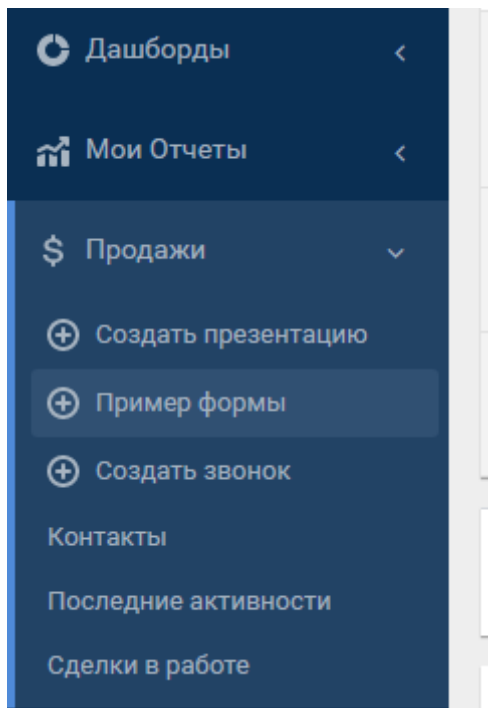 Дашборды
Мои Отчеты
$ Продажи
Создать презентацию
Пример формы
Создать звонок
Контакты
Последние активности
Сделки в работе